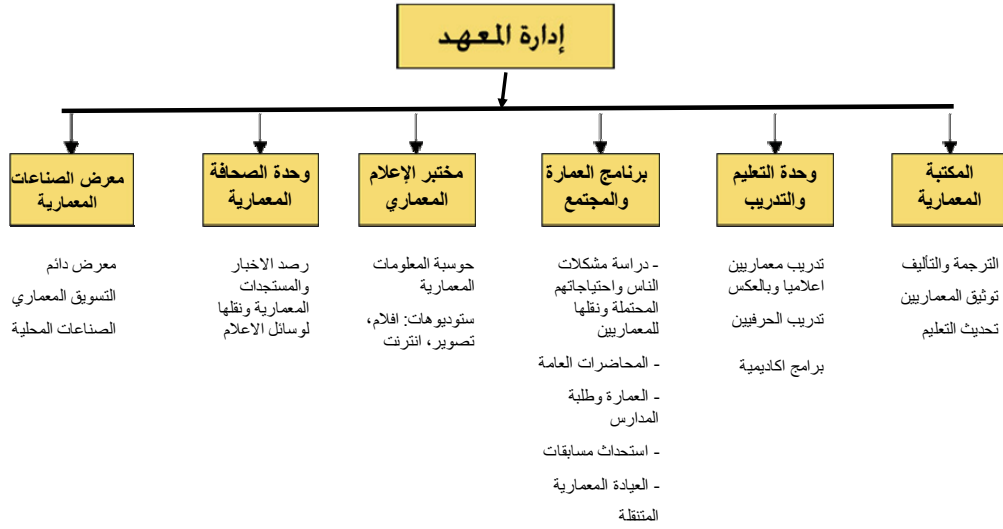 إدارة المعهد
المكتبة
المعمارية
الترجمة والتأليف
توثيق المعماريين
تحديث التعليم
وحدة التعليم
والتدريب
تدريب معماريين
اعلاميا وبالعكس
تدريب الحرفيين
برامج اكاديمية
برنامج العمارة
والمجتمع
- دراسة مشكلات
الناس واحتياجاتهم
المحتملة ونقلها
للمعماريين
- المحاضرات العامة
- العمارة وطلبة
المدارس
- استحداث مسابقات
- العيادة المعمارية
المتنقلة
مختبر الإعلام
المعماري
حوسبة المعلومات
المعمارية
ستوديوهات: افلام،
تصوير، انترنت
وحدة الصحافة
المعمارية
رصد الاخبار
والمستجدات
المعمارية ونقلها
لوسائل الاعلام
معرض الصناعات
المعمارية
معرض دائم
التسويق المعماري
الصناعات المحلية